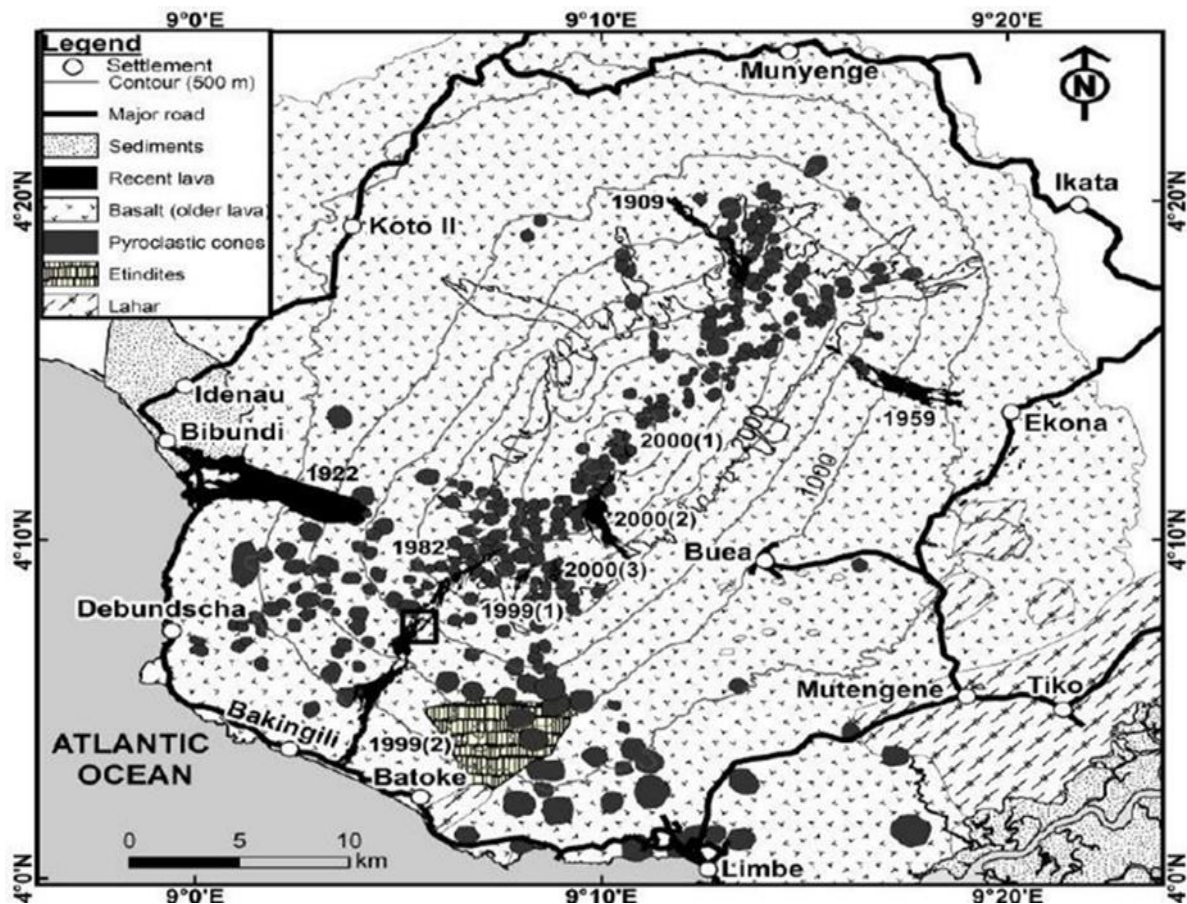 9°0'E 9°10'E 9°20'E
Legend
Settlement
Contour (500 m)
Major road
Sediments
Recent lava
Basalt (older lava)
Pyroclastic cones
Etindites
Lahar
N
Munyenge
4°20'N
Ikata
4°20'N
1909
Koto II
Idenau
Bibundi
1959
Ekona
2000(1)
2000
1000
1922
2000(2)
4°10'N
1982
Buea
4°10'N
2000(3)
1999(1)
Debundscha
Mutengene
Tiko
Bakingili
ATLANTIC
OCEAN
1999(2)
Batoke
0 5 10
km
Limbe
4°0'N
4°0'N
9°0'E 9°10'E 9°20'E